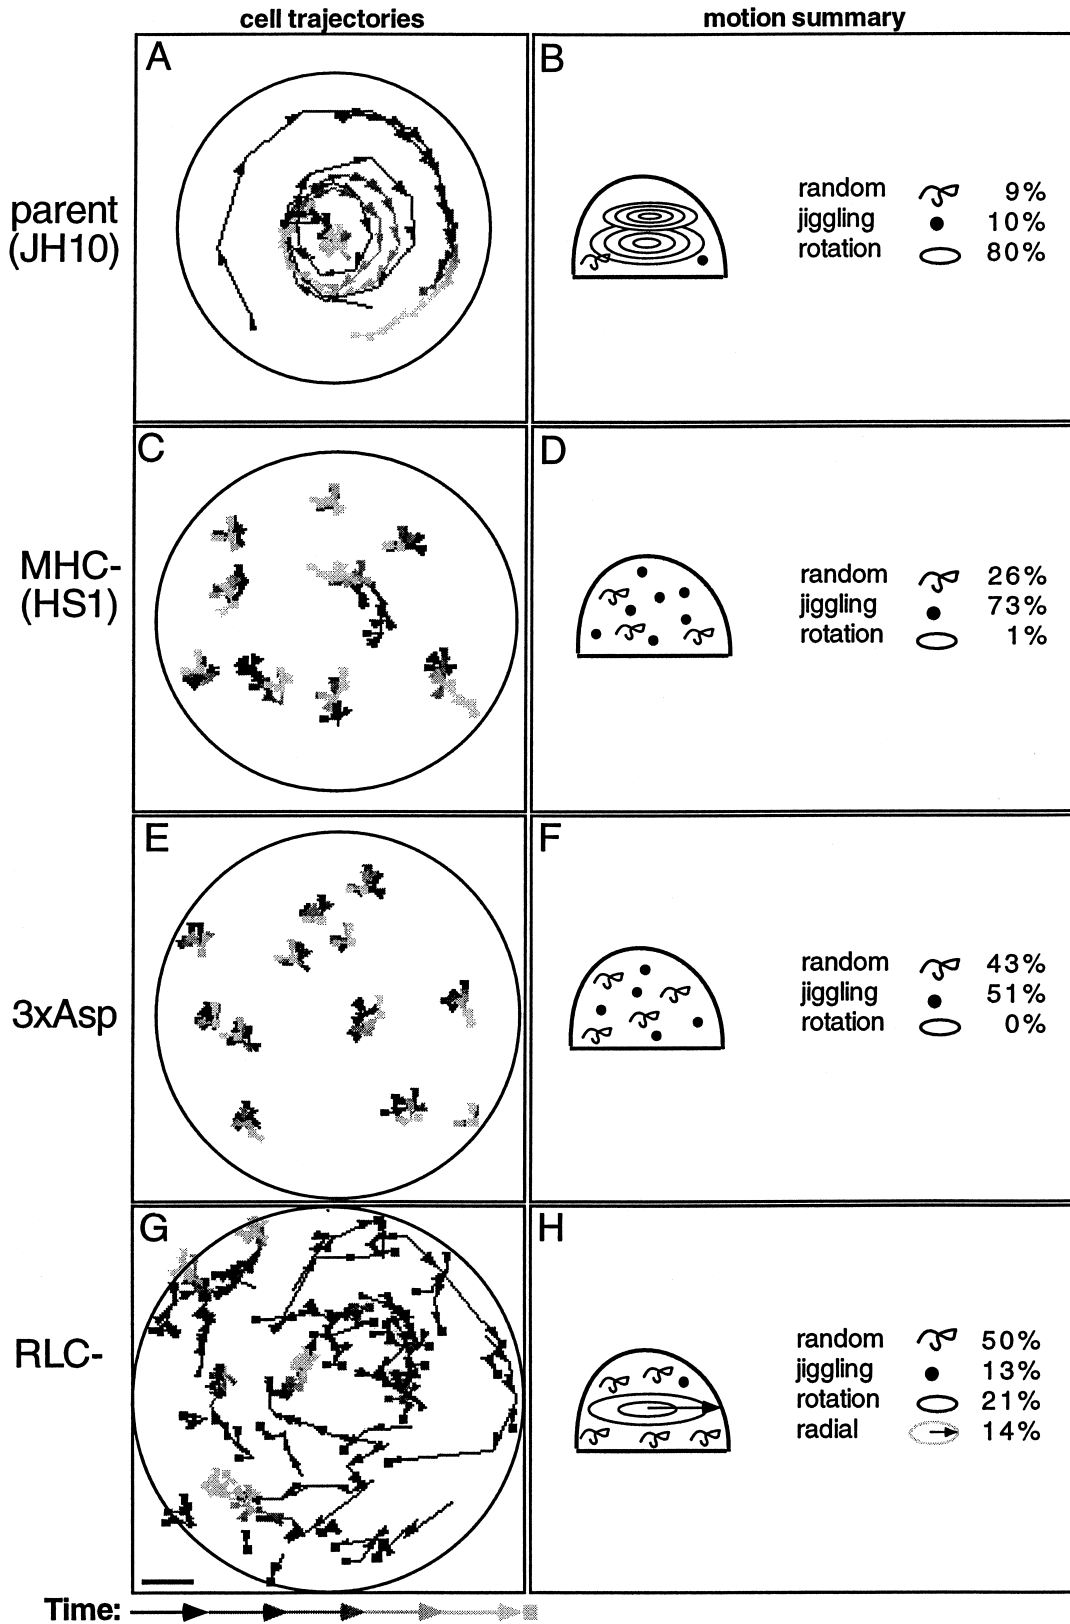 cell trajectories
motion summary
A
B
parent
(JH10)
random 9%
jiggling 10%
rotation 80%
C
D
MHC-
(HS1)
random 26%
jiggling 73%
rotation 1%
E
F
3xAsp
random 43%
jiggling 51%
rotation 0%
G
H
RLC-
random 50%
jiggling 13%
rotation 21%
radial 14%
Time: